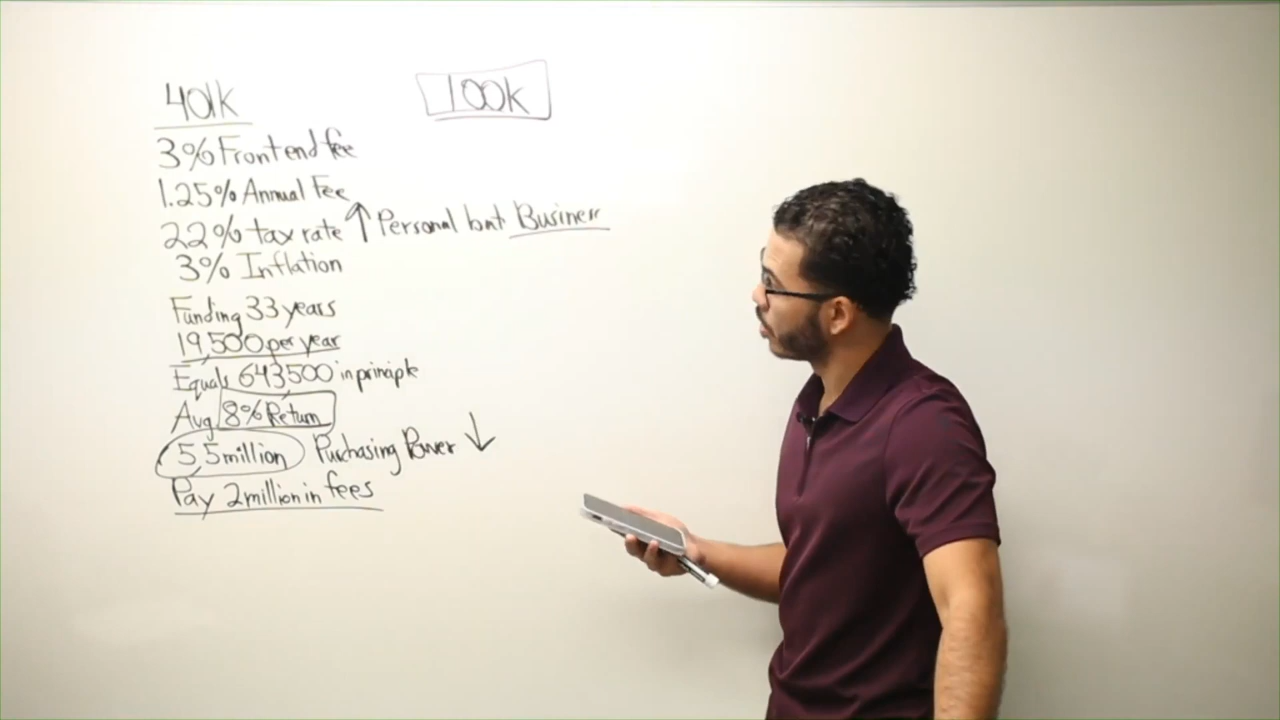 401k
100k
3% Front end fee
1.25% Annual Fee
22% tax rate ↑ Personal but Business
3% Inflation
Funding 33 years
19,500 per year
Equals 643500 in principle
Avg 8% Return
5.5 million Purchasing Power ↓
Pay 2 million in fees